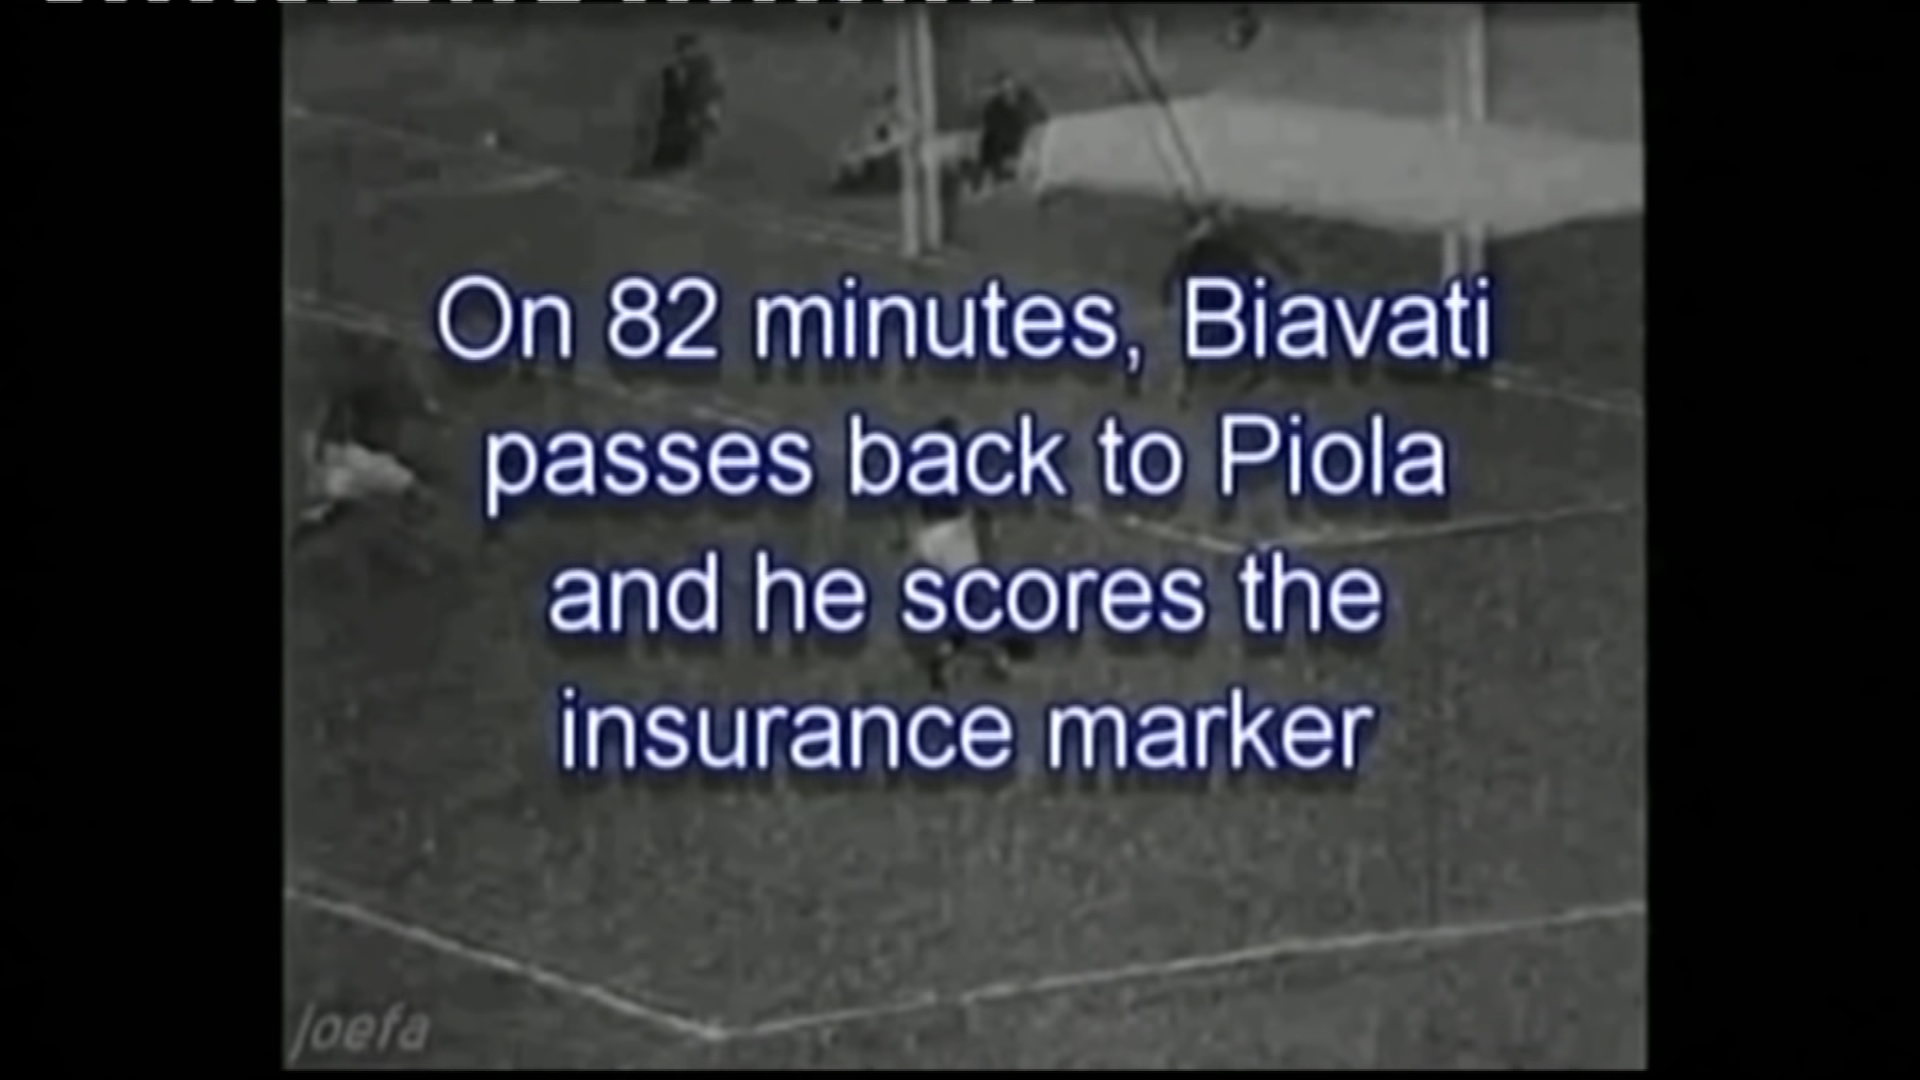 On 82 minutes, Biavati
passes back to Piola
and he scores the
insurance marker
joefa